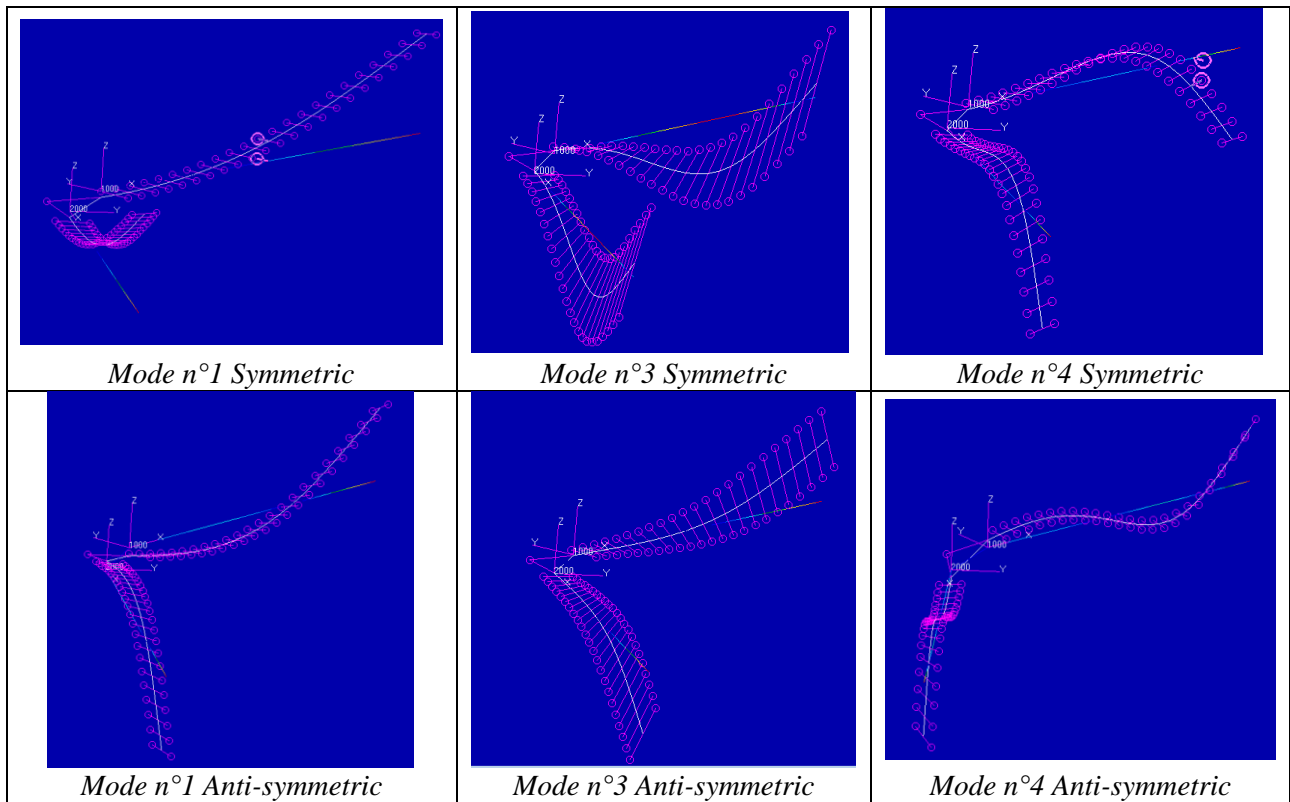 Z
Z
Y
1000
X
2000
Y
X
Mode n°1 Symmetric
Z
Z
Y
1000
X
2000
Y
X
Mode n°3 Symmetric
Z
Z
Y
1000
X
2000
Y
X
Mode n°4 Symmetric
Z
Z
Y
1000
X
Y
X
Mode n°1 Anti-symmetric
Z
Z
Y
1000
X
2000
Y
X
Mode n°3 Anti-symmetric
Z
Z
Y
1000
X
2000
Y
X
Mode n°4 Anti-symmetric